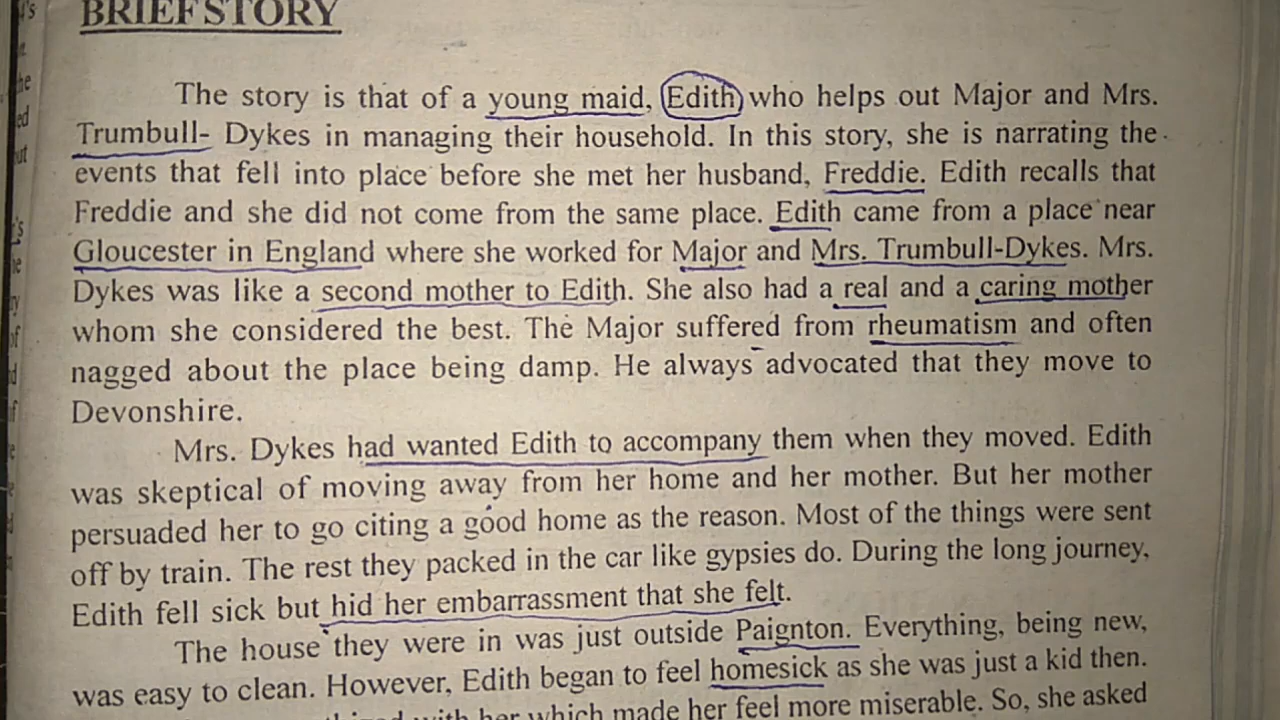 BRIEF STORY
The story is that of a young maid, Edith who helps out Major and Mrs.
Trumbull- Dykes in managing their household. In this story, she is narrating the
events that fell into place before she met her husband, Freddie. Edith recalls that
Freddie and she did not come from the same place. Edith came from a place near
Gloucester in England where she worked for Major and Mrs. Trumbull-Dykes. Mrs.
Dykes was like a second mother to Edith. She also had a real and a caring mother
whom she considered the best. The Major suffered from rheumatism and often
nagged about the place being damp. He always advocated that they move to
Devonshire.
Mrs. Dykes had wanted Edith to accompany them when they moved. Edith
was skeptical of moving away from her home and her mother. But her mother
persuaded her to go citing a good home as the reason. Most of the things were sent
off by train. The rest they packed in the car like gypsies do. During the long journey,
Edith fell sick but hid her embarrassment that she felt.
The house they were in was just outside Paignton. Everything, being new,
was easy to clean. However, Edith began to feel homesick as she was just a kid then.
with her which made her feel more miserable. So, she asked